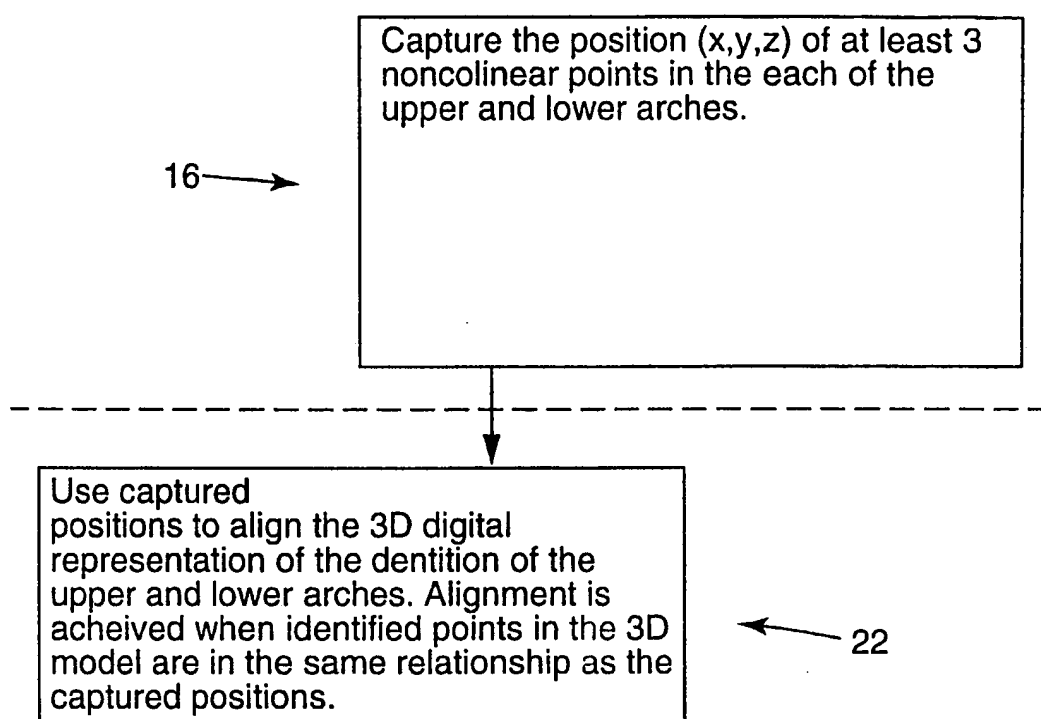 Capture the position (x,y,z) of at least 3
noncolinear points in the each of the
upper and lower arches.
16
Use captured
positions to align the 3D digital
representation of the dentition of the
upper and lower arches. Alignment is
acheived when identified points in the 3D
model are in the same relationship as the
captured positions.
22